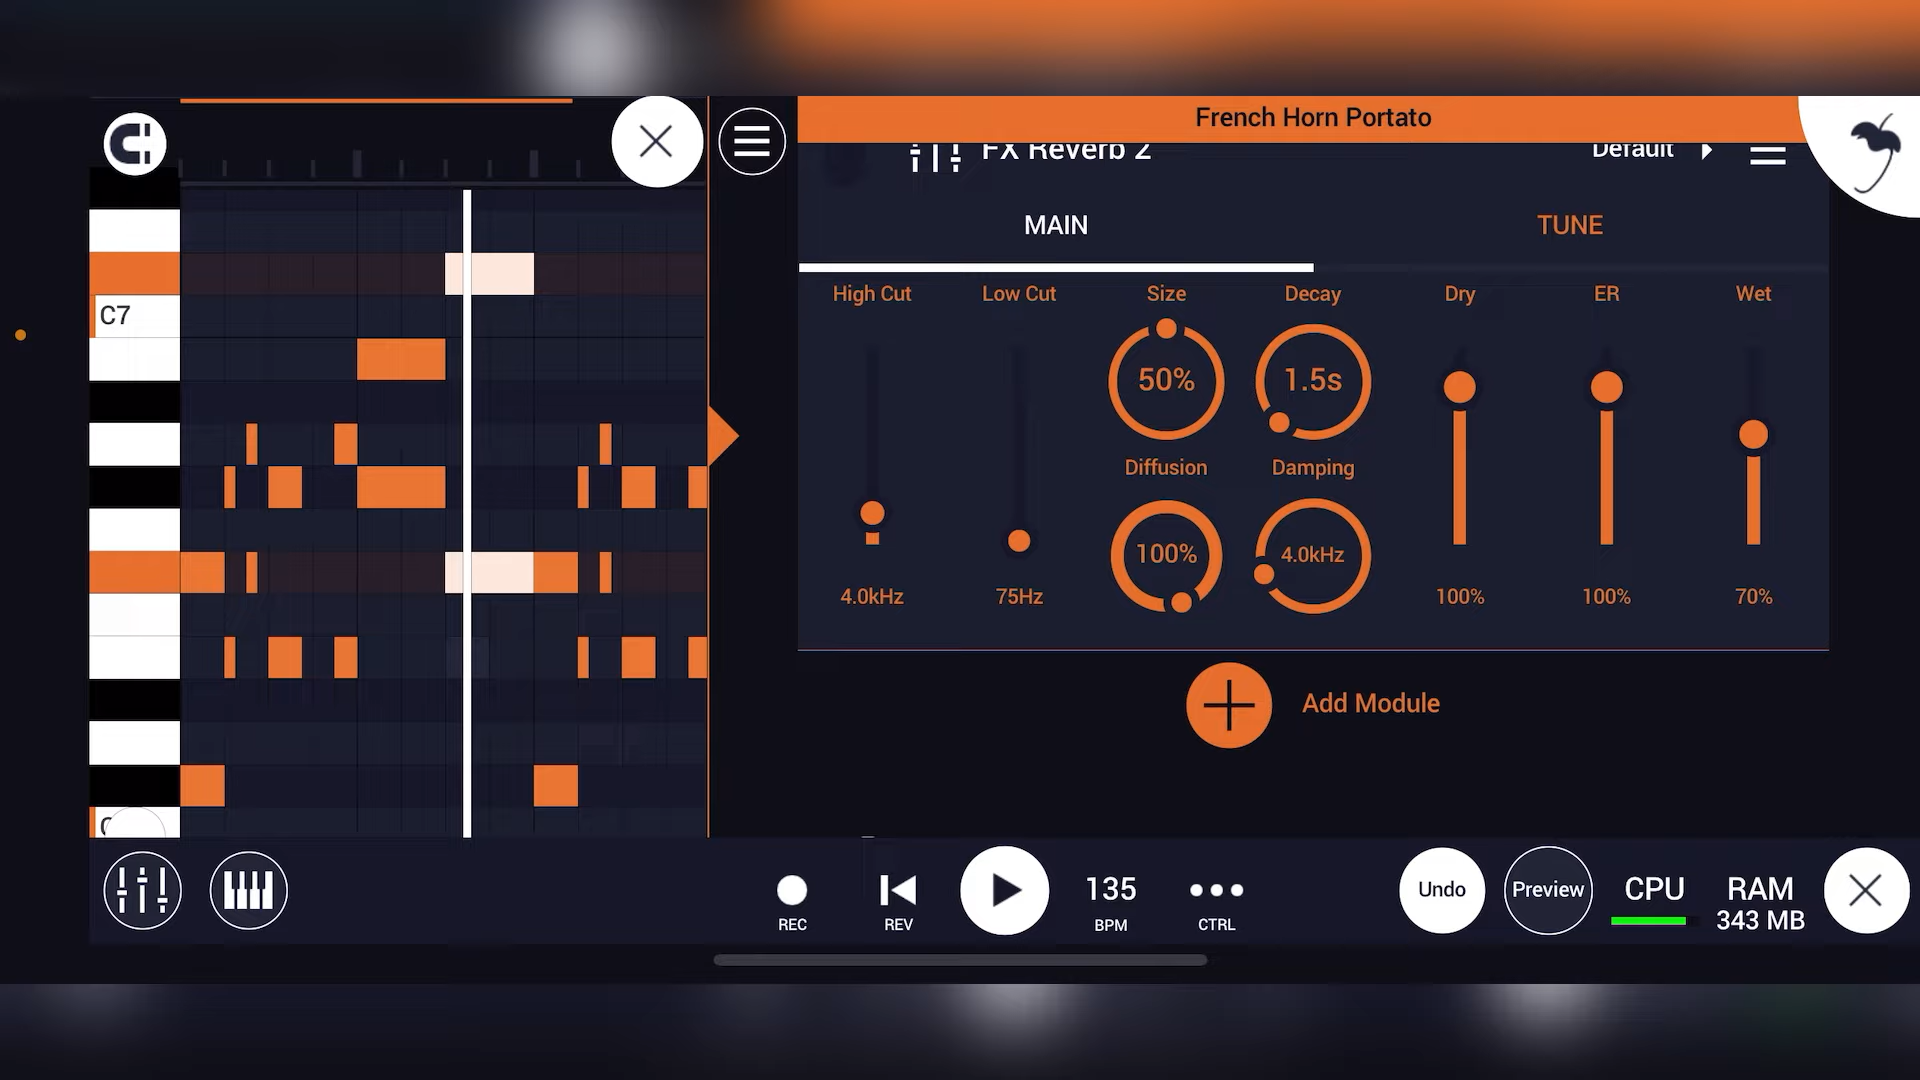 French Horn Portato
FX Reverb 2
Default
MAIN
TUNE
High Cut
Low Cut
Size
Decay
Dry
ER
Wet
C7
50%
1.5s
Diffusion
Damping
100%
4.0kHz
4.0kHz
75Hz
100%
100%
70%
Add Module
C
135
Undo
Preview
CPU
RAM
343 MB
REC
REV
BPM
CTRL